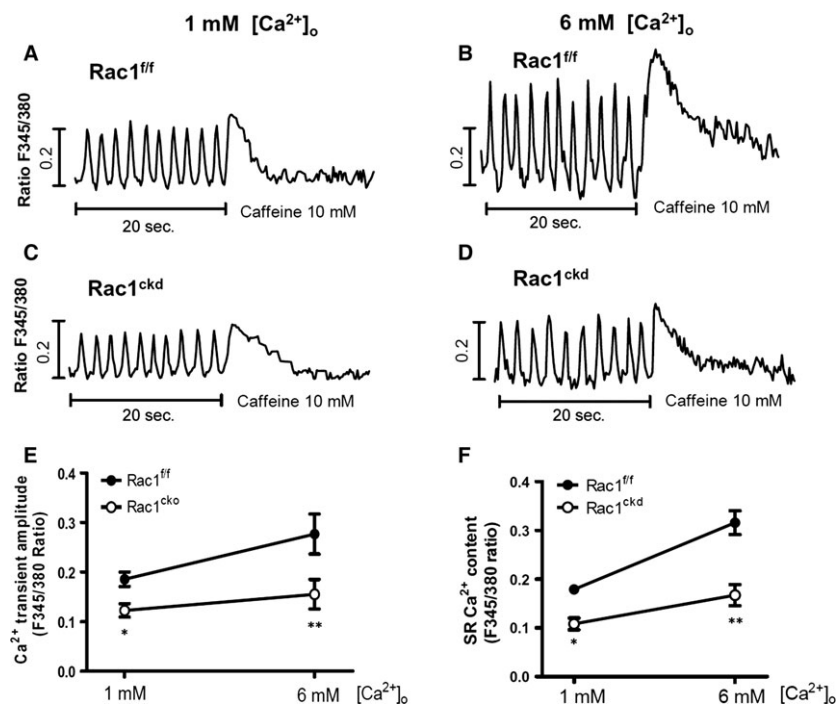 1 mM [Ca²⁺]ₒ
6 mM [Ca²⁺]ₒ
A
Rac1f/f
Ratio F345/380
0.2
20 sec.
Caffeine 10 mM
B
Rac1f/f
0.2
20 sec.
Caffeine 10 mM
C
Rac1ckd
Ratio F345/380
0.2
20 sec.
Caffeine 10 mM
D
Rac1ckd
0.2
20 sec.
Caffeine 10 mM
E
Rac1f/f
Rac1cko
Ca²⁺ transient amplitude
(F345/380 Ratio)
0.4
0.3
0.2
0.1
0.0
*
**
1 mM
6 mM
[Ca²⁺]ₒ
F
Rac1f/f
Rac1ckd
SR Ca²⁺ content
(F345/380 ratio)
0.4
0.3
0.2
0.1
0.0
*
**
1 mM
6 mM
[Ca²⁺]ₒ